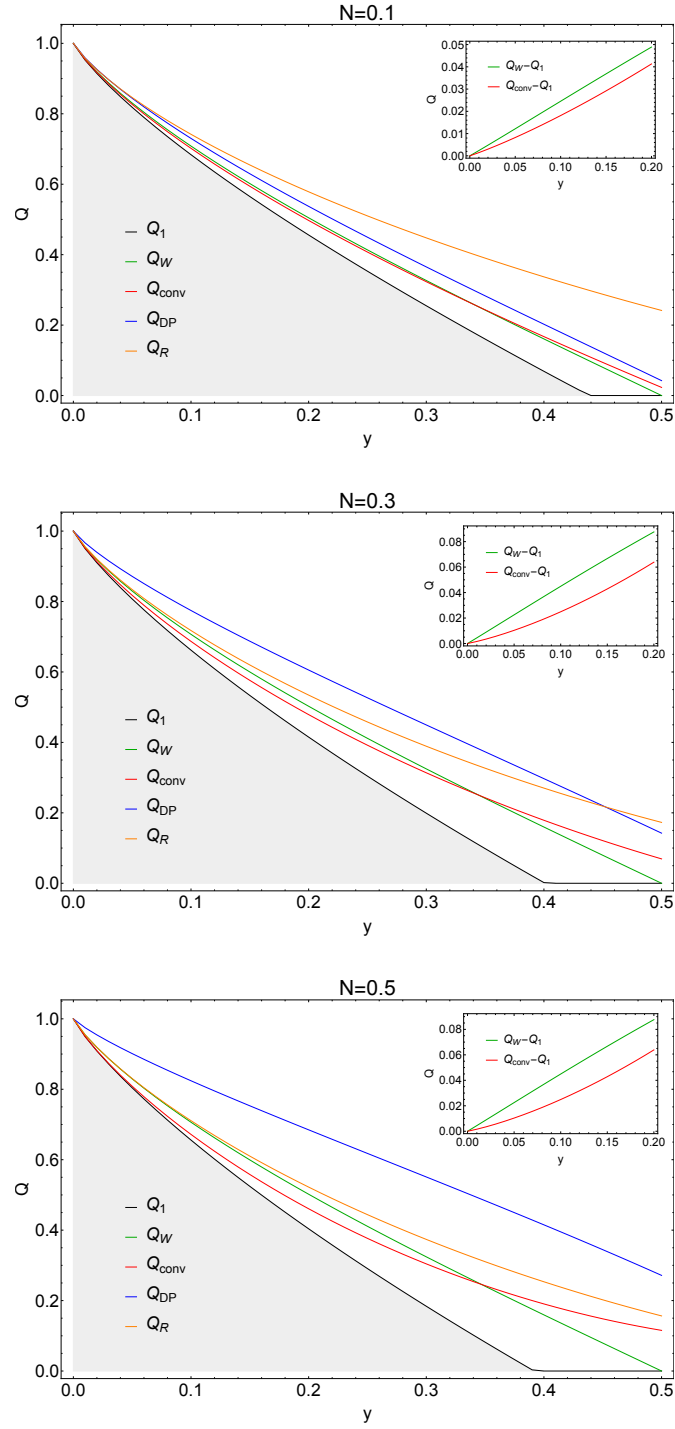 N=0.1
Q
1.0
0.8
0.6
0.4
0.2
0.0
Q1
QW
Qconv
QDP
QR
0.0 0.1 0.2 0.3 0.4 0.5
y
Q
0.05
0.04
0.03
0.02
0.01
0.00
QW−Q1
Qconv−Q1
0.00 0.05 0.10 0.15 0.20
y
N=0.3
Q
1.0
0.8
0.6
0.4
0.2
0.0
Q1
QW
Qconv
QDP
QR
0.0 0.1 0.2 0.3 0.4 0.5
y
Q
0.08
0.06
0.04
0.02
0.00
QW−Q1
Qconv−Q1
0.00 0.05 0.10 0.15 0.20
y
N=0.5
Q
1.0
0.8
0.6
0.4
0.2
0.0
Q1
QW
Qconv
QDP
QR
0.0 0.1 0.2 0.3 0.4 0.5
y
Q
0.08
0.06
0.04
0.02
0.00
QW−Q1
Qconv−Q1
0.00 0.05 0.10 0.15 0.20
y